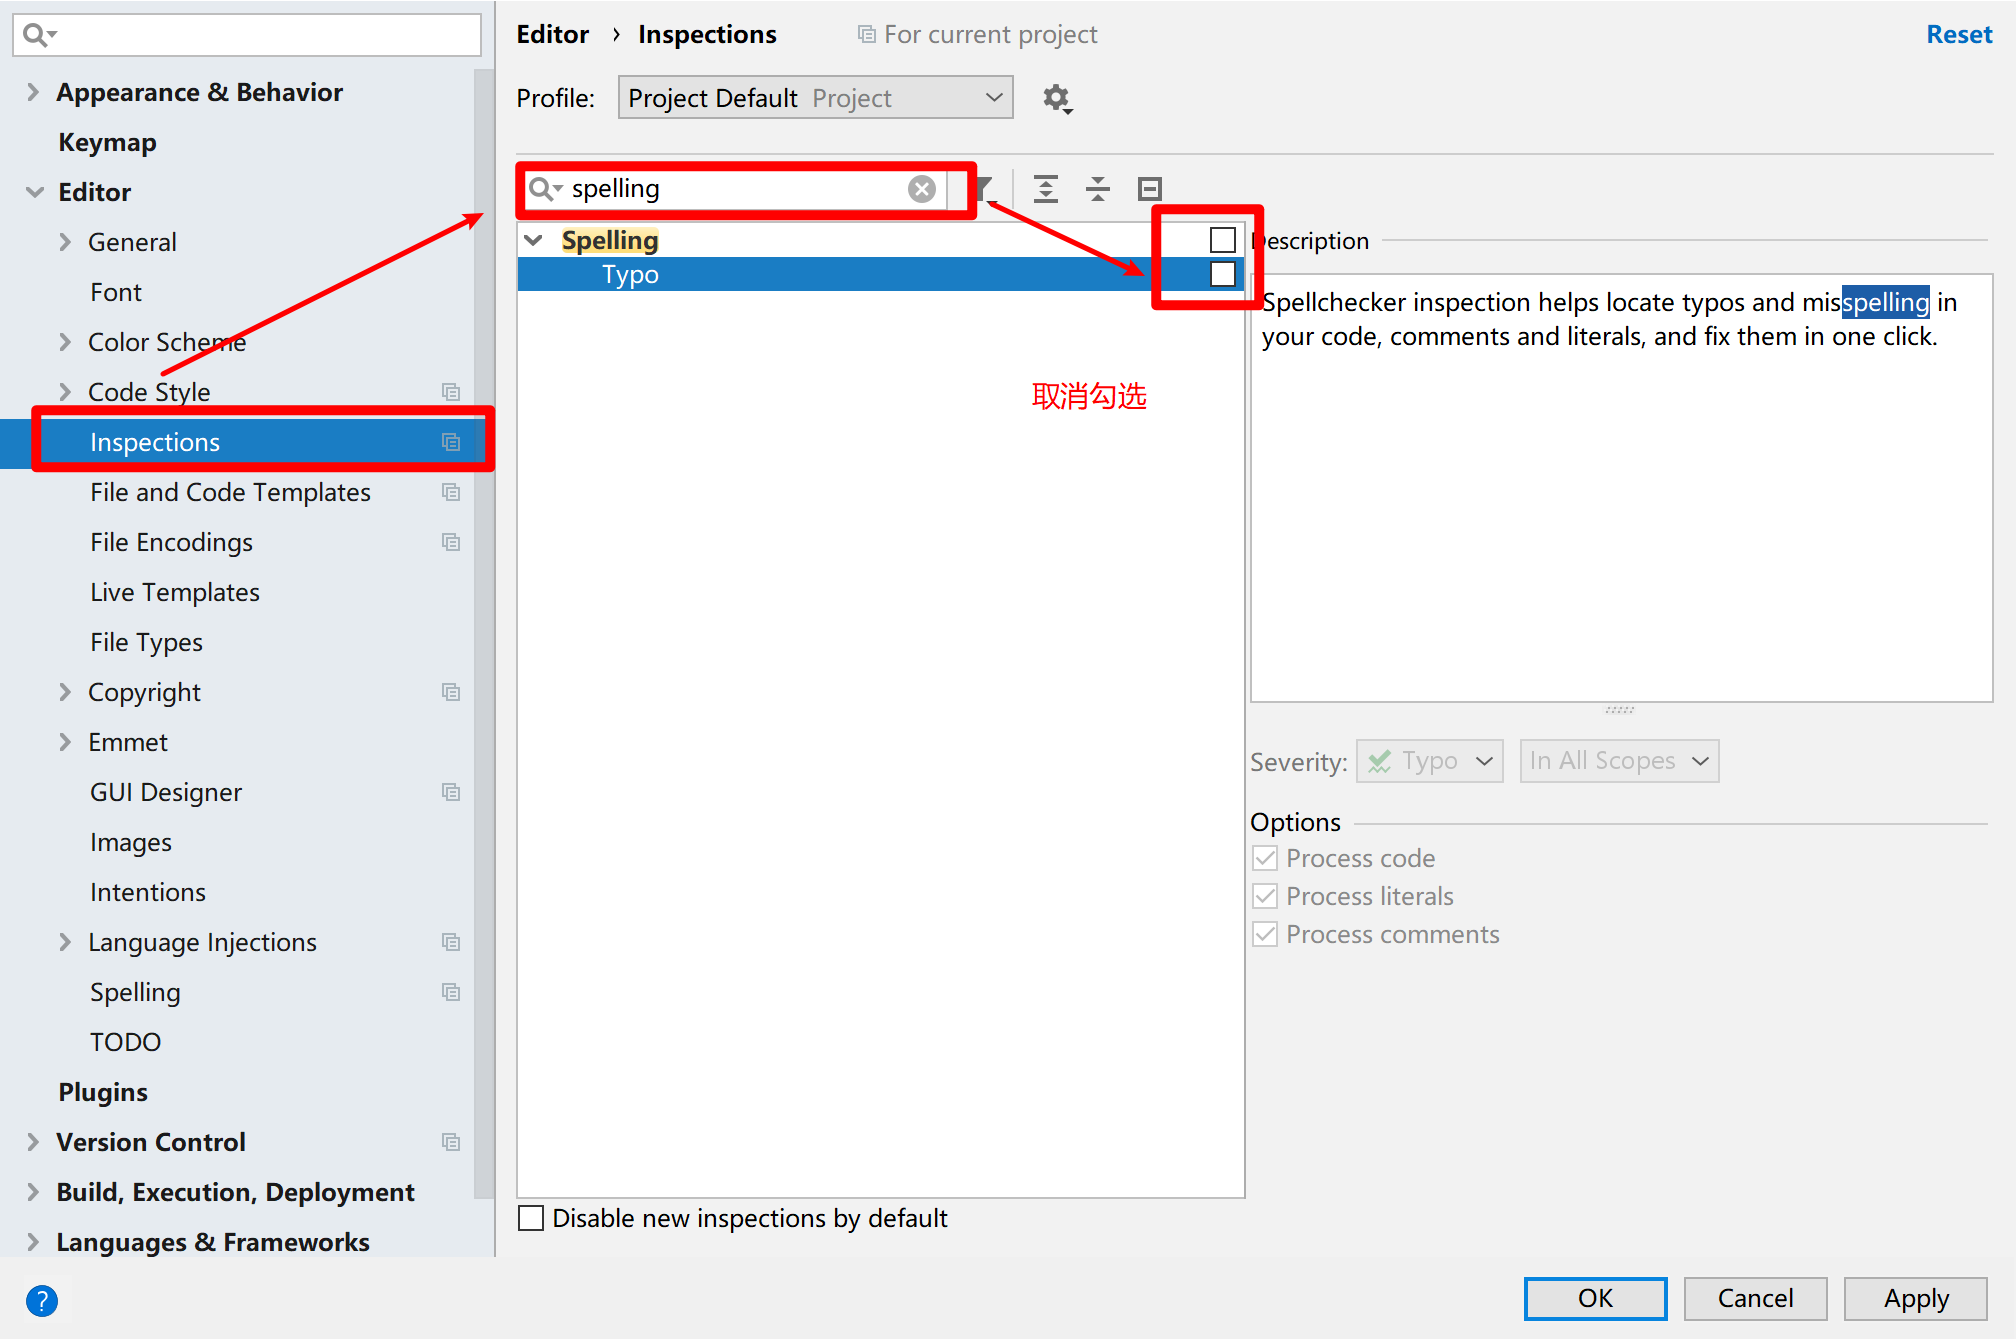 Appearance & Behavior
Keymap
Editor
General
Font
Color Scheme
Code Style
Inspections
File and Code Templates
File Encodings
Live Templates
File Types
Copyright
Emmet
GUI Designer
Images
Intentions
Language Injections
Spelling
TODO
Plugins
Version Control
Build, Execution, Deployment
Languages & Frameworks
?
Editor › Inspections For current project Reset
Profile: Project Default Project
spelling
Spelling
Typo
取消勾选
Disable new inspections by default
Description
Spellchecker inspection helps locate typos and misspelling in
your code, comments and literals, and fix them in one click.
Severity: Typo In All Scopes
Options
Process code
Process literals
Process comments
OK Cancel Apply